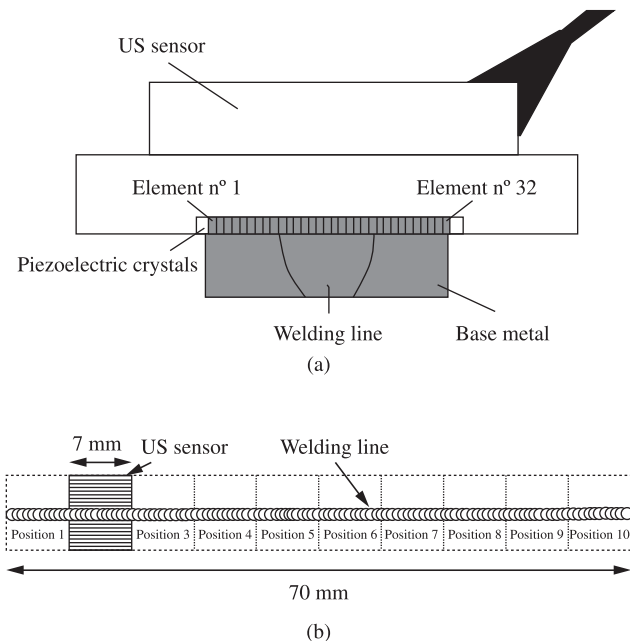 US sensor
Element nº 1
Element nº 32
Piezoelectric crystals
Welding line
Base metal
(a)
7 mm
US sensor
Welding line
Position 1
Position 3
Position 4
Position 5
Position 6
Position 7
Position 8
Position 9
Position 10
70 mm
(b)